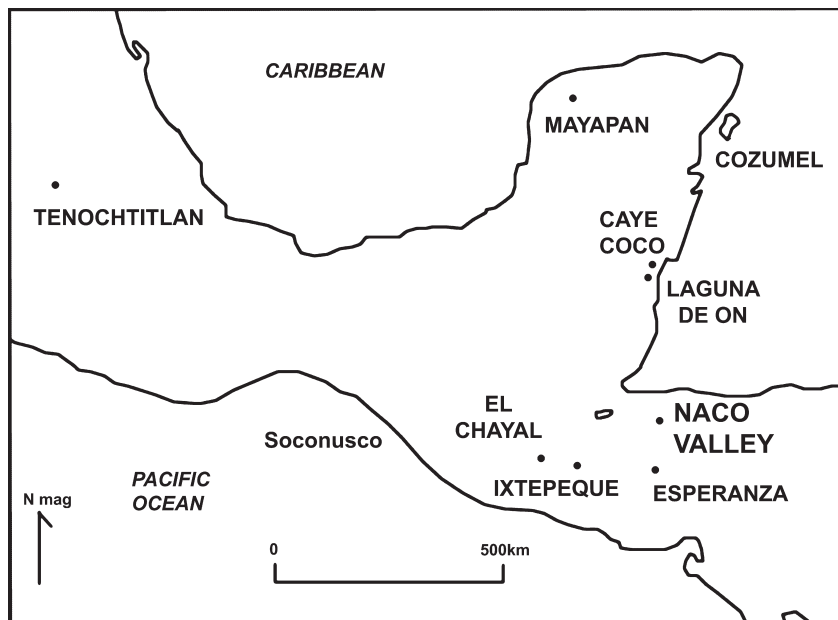 CARIBBEAN
MAYAPAN
COZUMEL
TENOCHTITLAN
CAYE
COCO
LAGUNA
DE ON
EL
CHAYAL
NACO
VALLEY
Soconusco
IXTEPEQUE
ESPERANZA
PACIFIC
OCEAN
N mag
0 500km